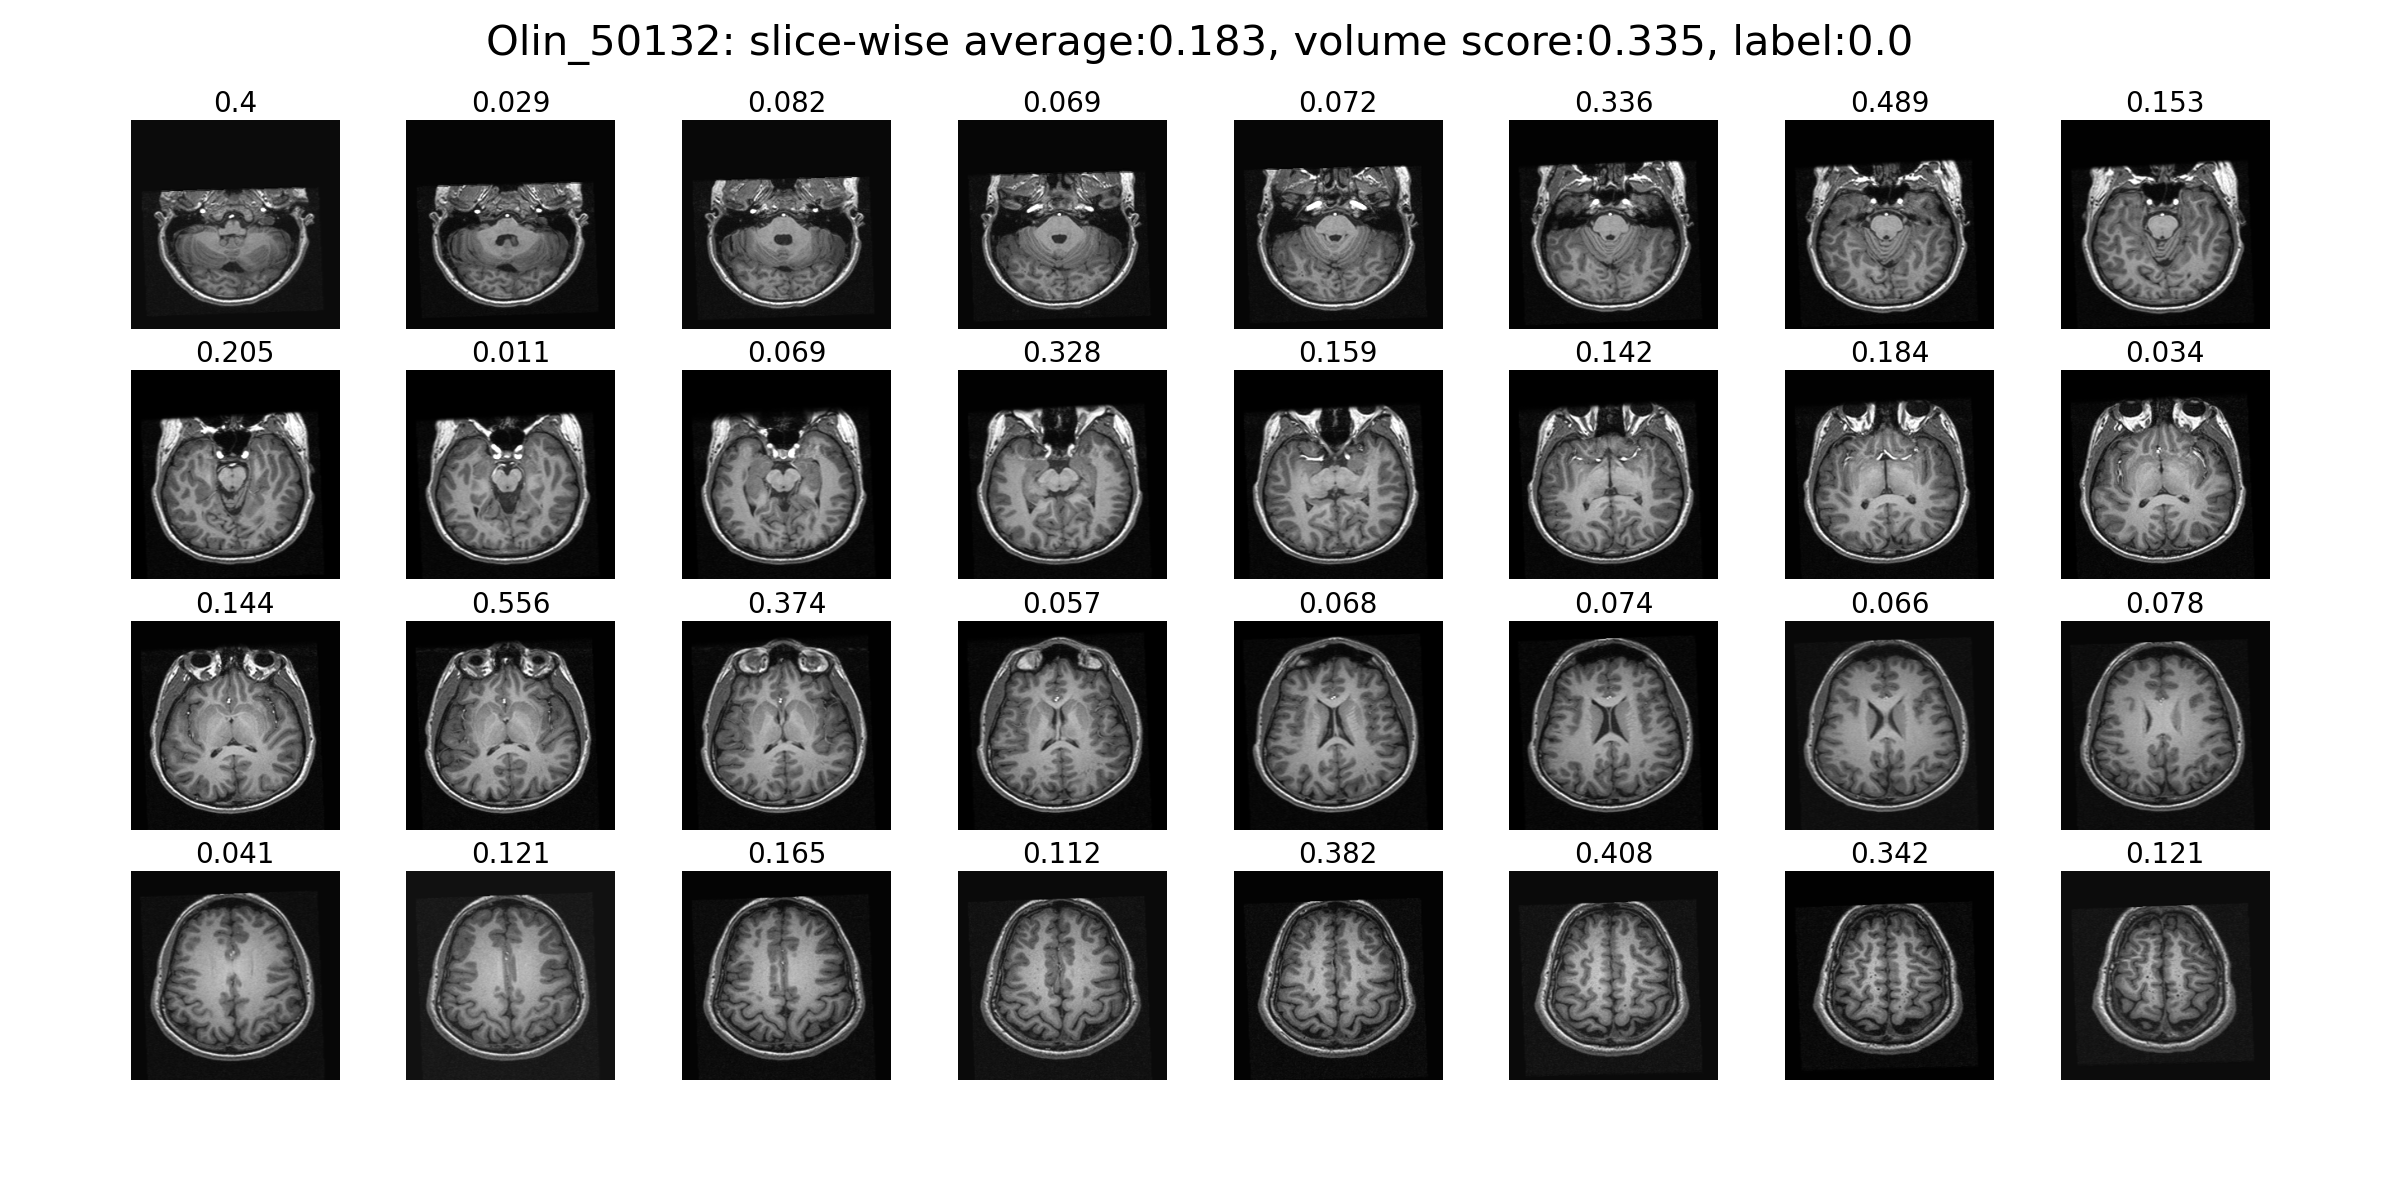 Olin_50132: slice-wise average:0.183, volume score:0.335, label:0.0
0.4 0.029 0.082 0.069 0.072 0.336 0.489 0.153
0.205 0.011 0.069 0.328 0.159 0.142 0.184 0.034
0.144 0.556 0.374 0.057 0.068 0.074 0.066 0.078
0.041 0.121 0.165 0.112 0.382 0.408 0.342 0.121